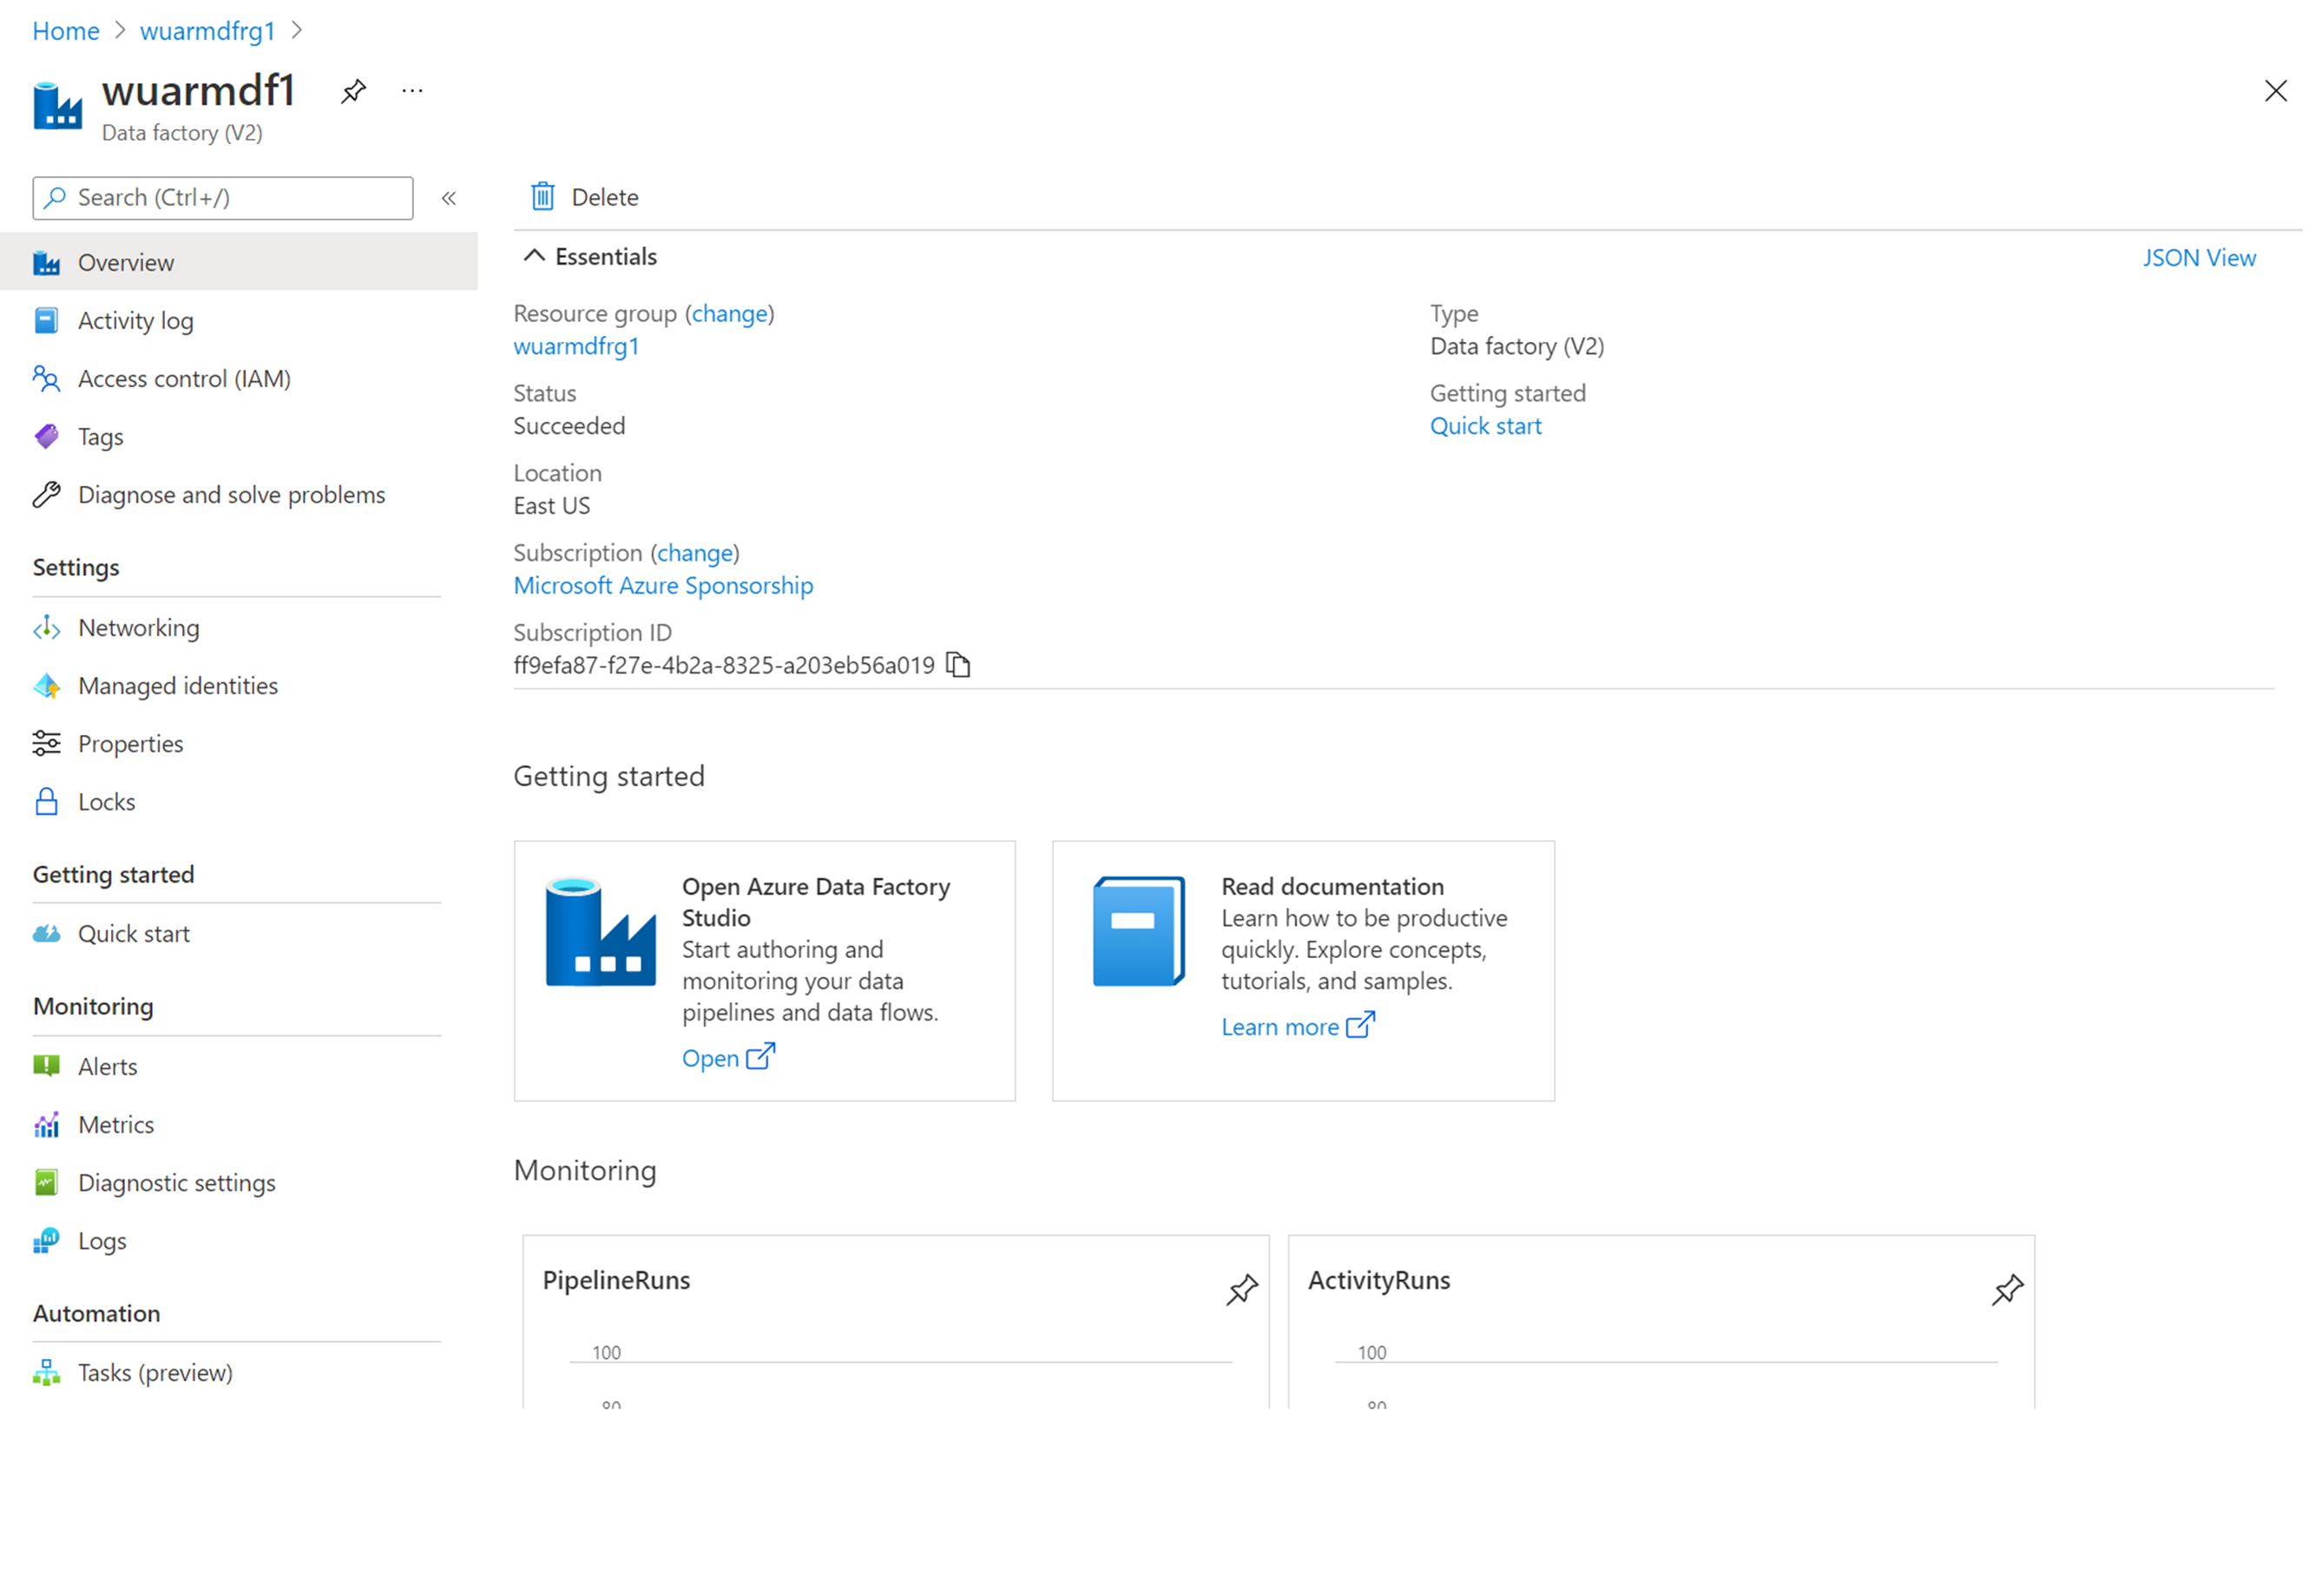 Home > wuarmdfrg1 >
wuarmdf1
...
Data factory (V2)
Search (Ctrl+/)
«
Overview
Activity log
Access control (IAM)
Tags
Diagnose and solve problems
Settings
Networking
Managed identities
Properties
Locks
Getting started
Quick start
Monitoring
Alerts
Metrics
Diagnostic settings
Logs
Automation
Tasks (preview)
Delete
Essentials
JSON View
Resource group (change)
wuarmdfrg1
Status
Succeeded
Location
East US
Subscription (change)
Microsoft Azure Sponsorship
Subscription ID
ff9efa87-f27e-4b2a-8325-a203eb56a019
Type
Data factory (V2)
Getting started
Quick start
Getting started
Open Azure Data Factory
Studio
Start authoring and
monitoring your data
pipelines and data flows.
Open
Read documentation
Learn how to be productive
quickly. Explore concepts,
tutorials, and samples.
Learn more
Monitoring
PipelineRuns
100
80
ActivityRuns
100
80